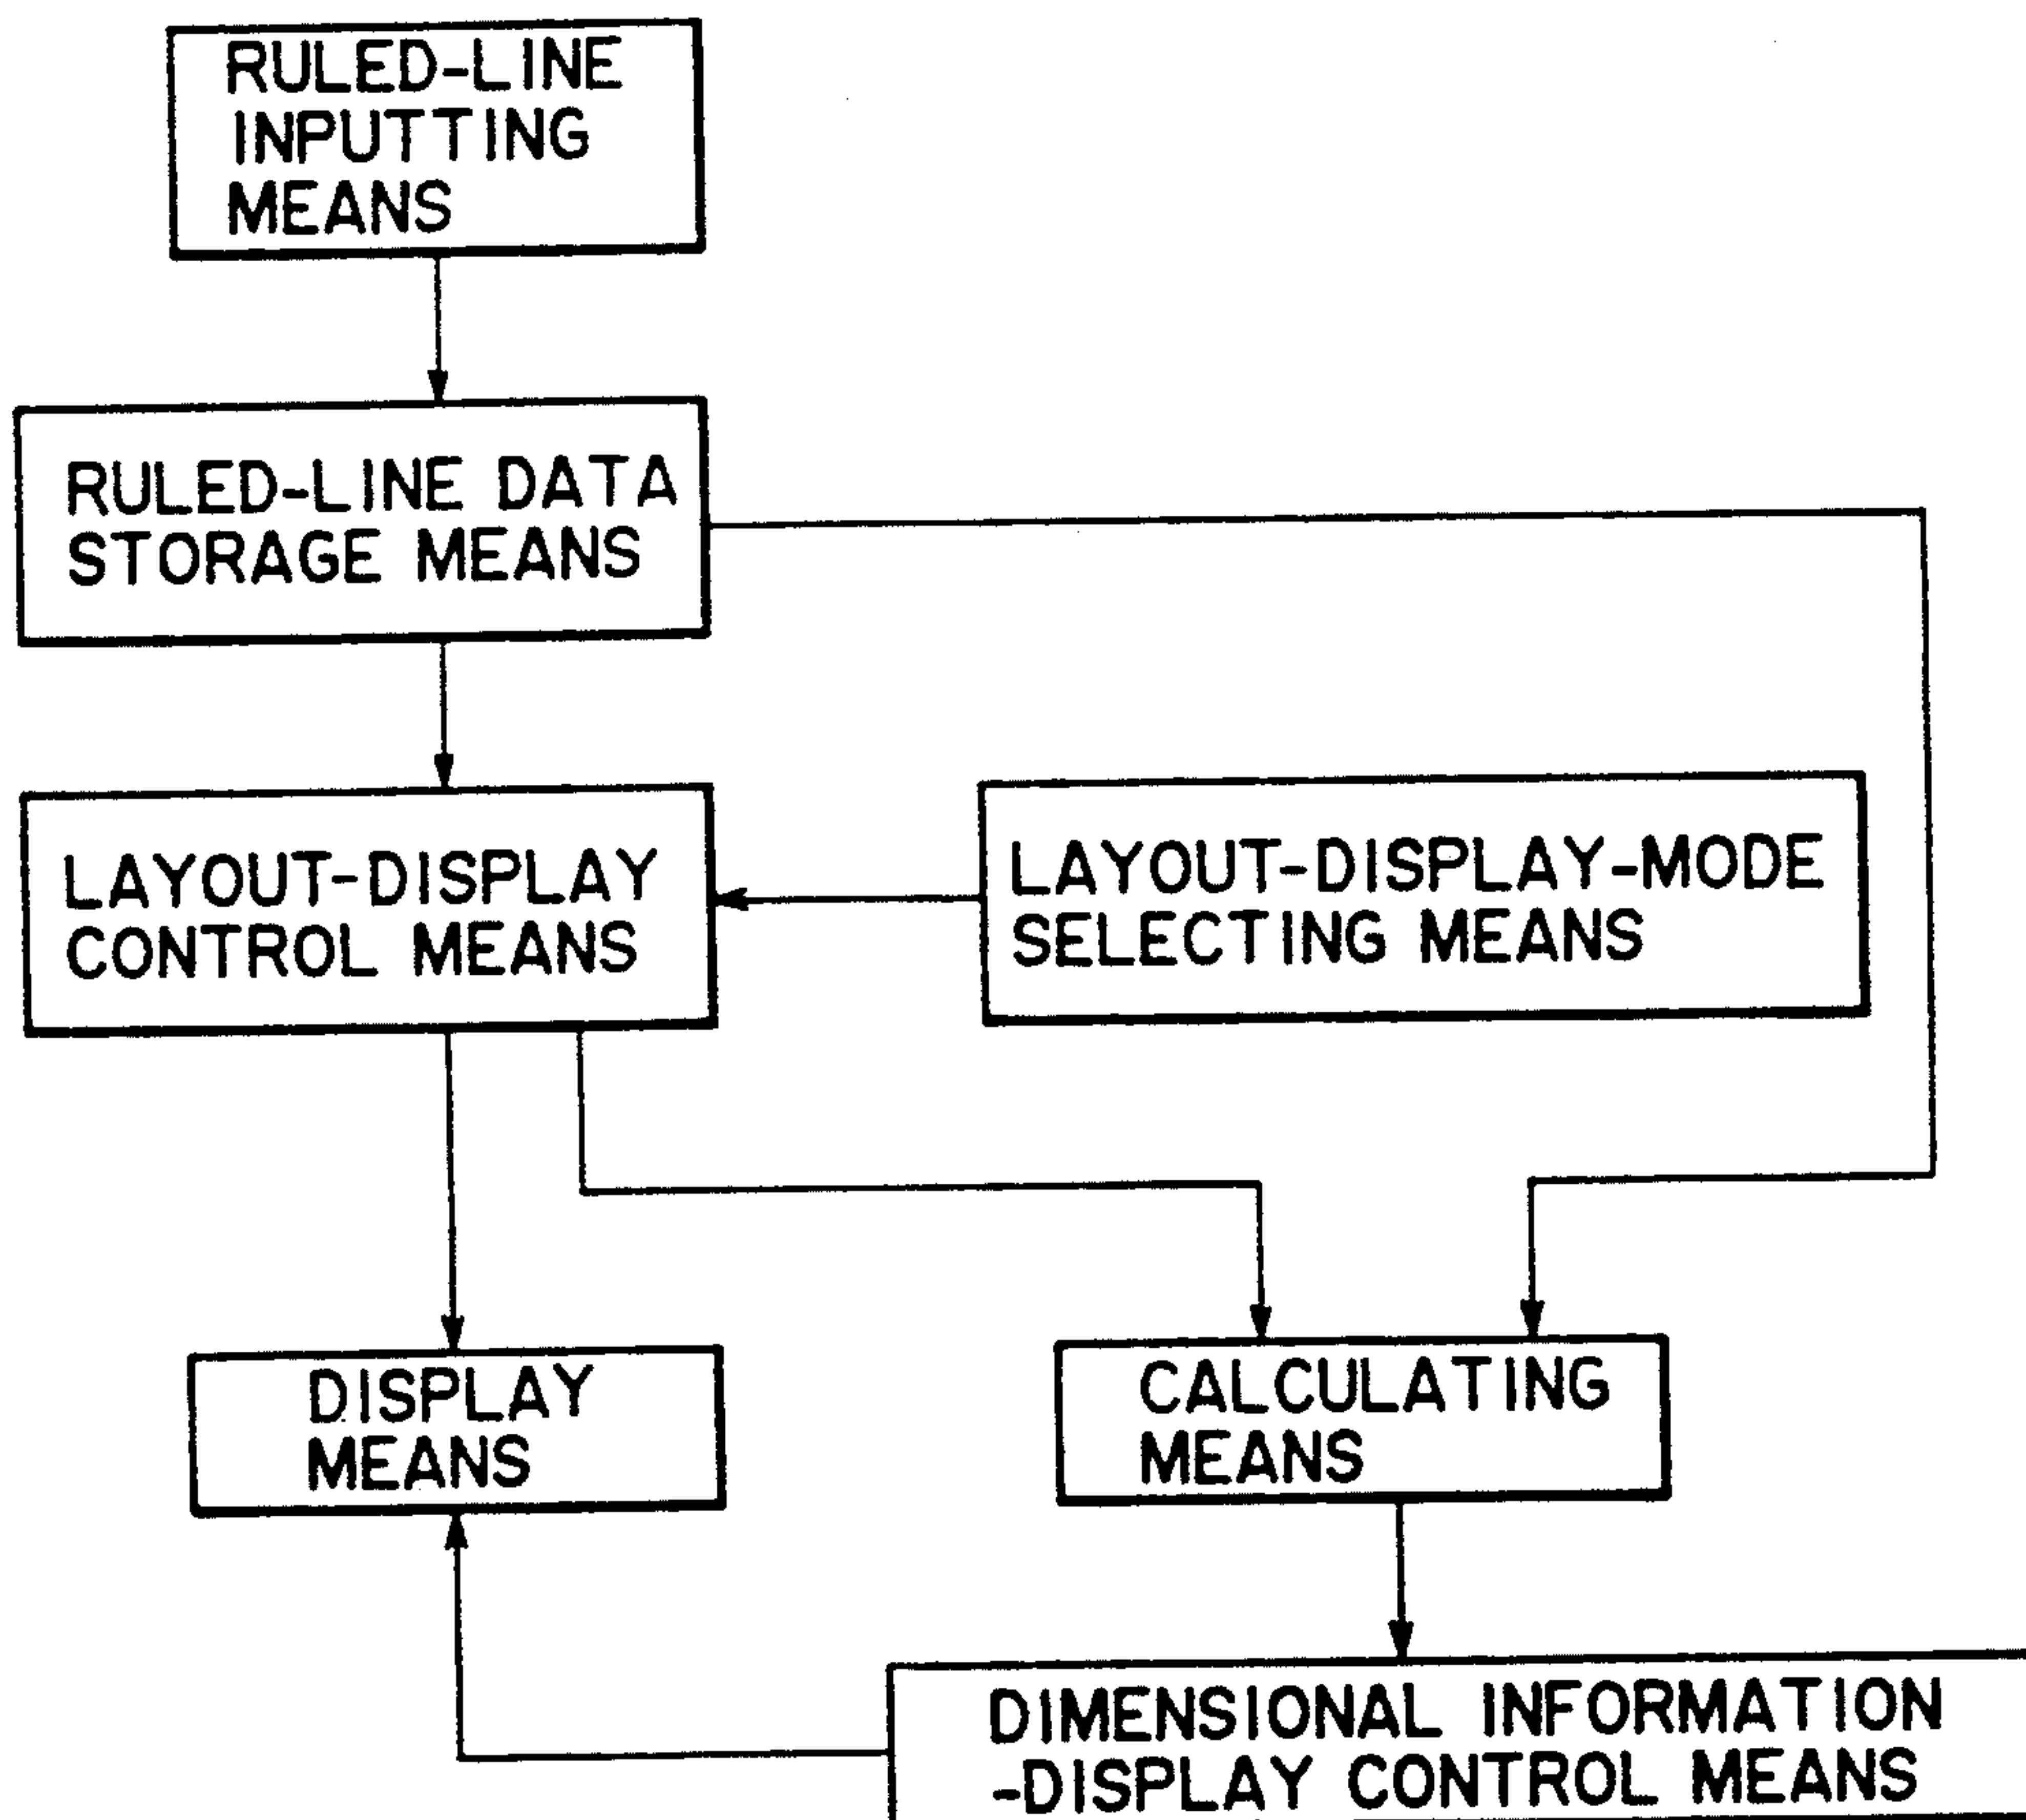 RULED-LINE
INPUTTING
MEANS
RULED-LINE DATA
STORAGE MEANS
LAYOUT-DISPLAY
CONTROL MEANS
LAYOUT-DISPLAY-MODE
SELECTING MEANS
DISPLAY
MEANS
CALCULATING
MEANS
DIMENSIONAL INFORMATION
-DISPLAY CONTROL MEANS